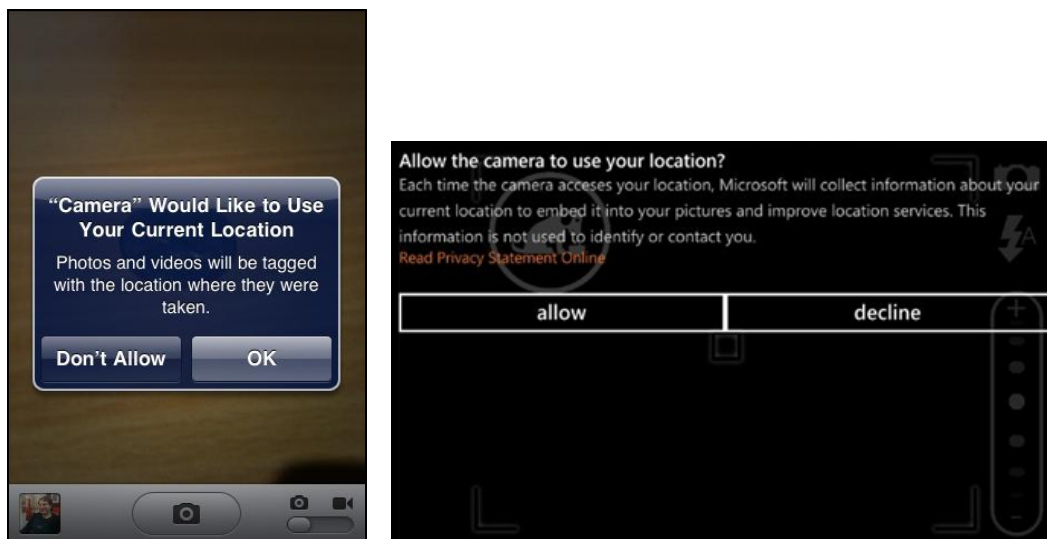 “Camera” Would Like to Use
Your Current Location
Photos and videos will be tagged
with the location where they were
taken.
Don’t Allow
OK
Allow the camera to use your location?
Each time the camera acceses your location, Microsoft will collect information about your
current location to embed it into your pictures and improve location services. This
information is not used to identify or contact you.
Read Privacy Statement Online
A
allow
decline